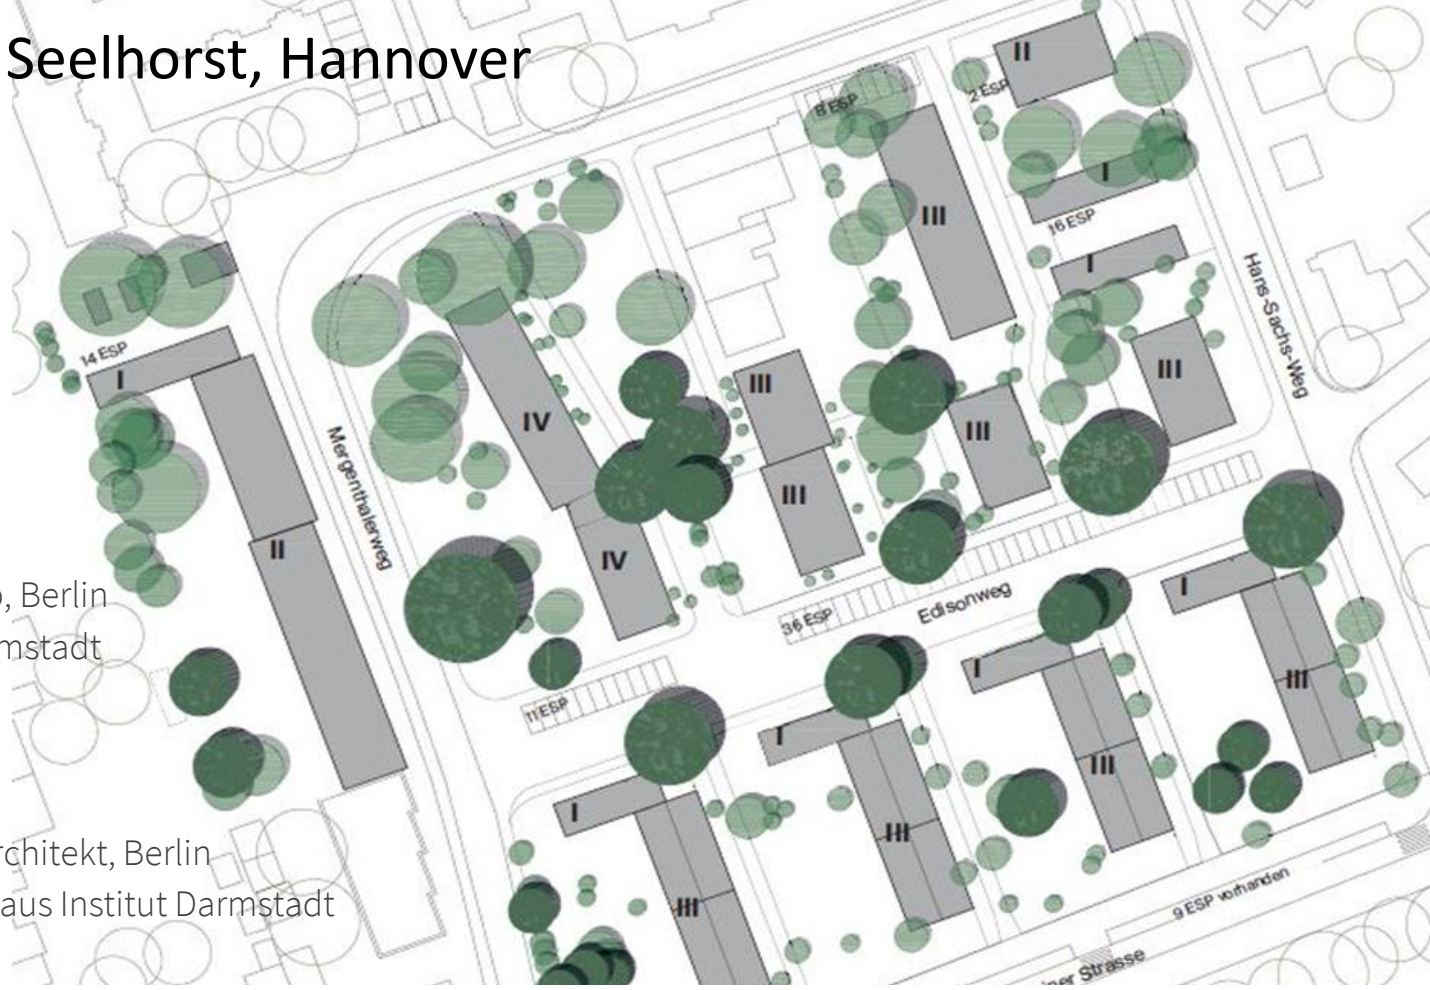 Seelhorst, Hannover
II
8 ESP
2 ESP
I
III
16 ESP
I
Hans-Sachs-Weg
14 ESP
I
III
III
IV
Mergenthalerweg
III
III
II
IV
Edisonweg
36 ESP
I
, Berlin
I
III
11 ESP
I
III
I
III
rchitekt, Berlin
9 ESP vorhanden
aus Institut Darmstadt
III
Strasse